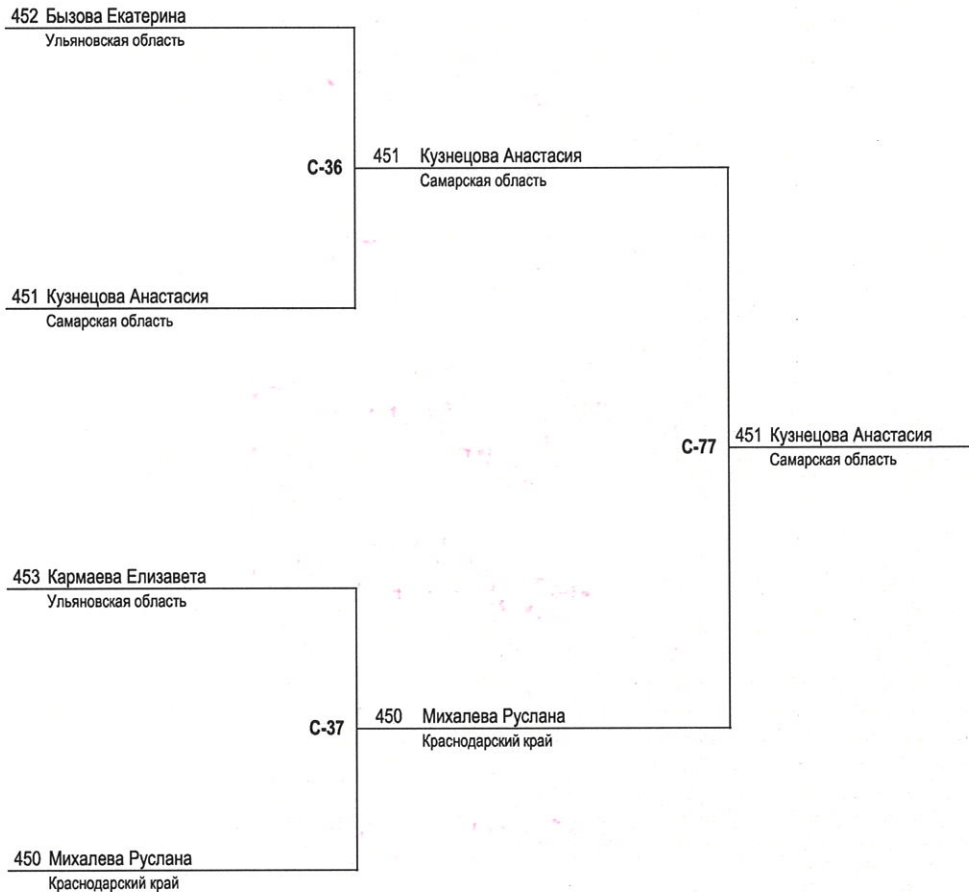 452 Бызова Екатерина
Ульяновская область
С-36
451 Кузнецова Анастасия
Самарская область
451 Кузнецова Анастасия
Самарская область
С-77
451 Кузнецова Анастасия
Самарская область
453 Кармаева Елизавета
Ульяновская область
С-37
450 Михалева Руслана
Краснодарский край
450 Михалева Руслана
Краснодарский край